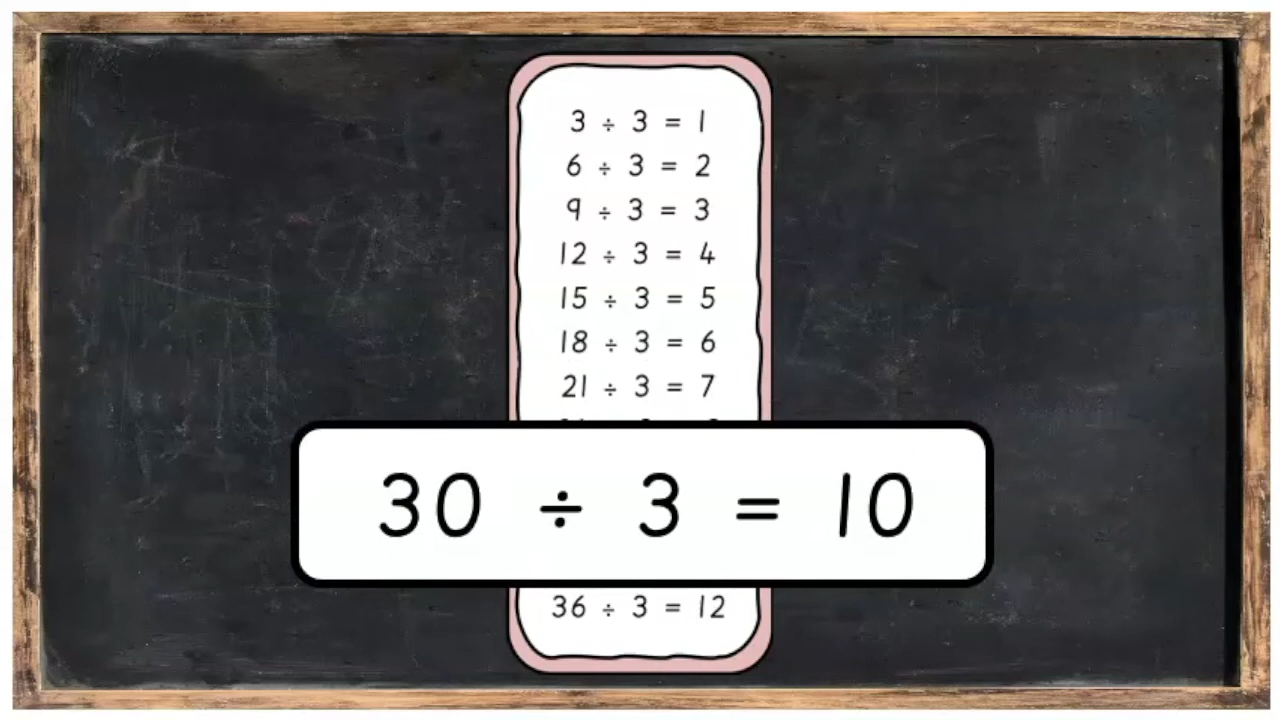 3 ÷ 3 = 1
6 ÷ 3 = 2
9 ÷ 3 = 3
12 ÷ 3 = 4
15 ÷ 3 = 5
18 ÷ 3 = 6
21 ÷ 3 = 7
30 ÷ 3 = 10
36 ÷ 3 = 12